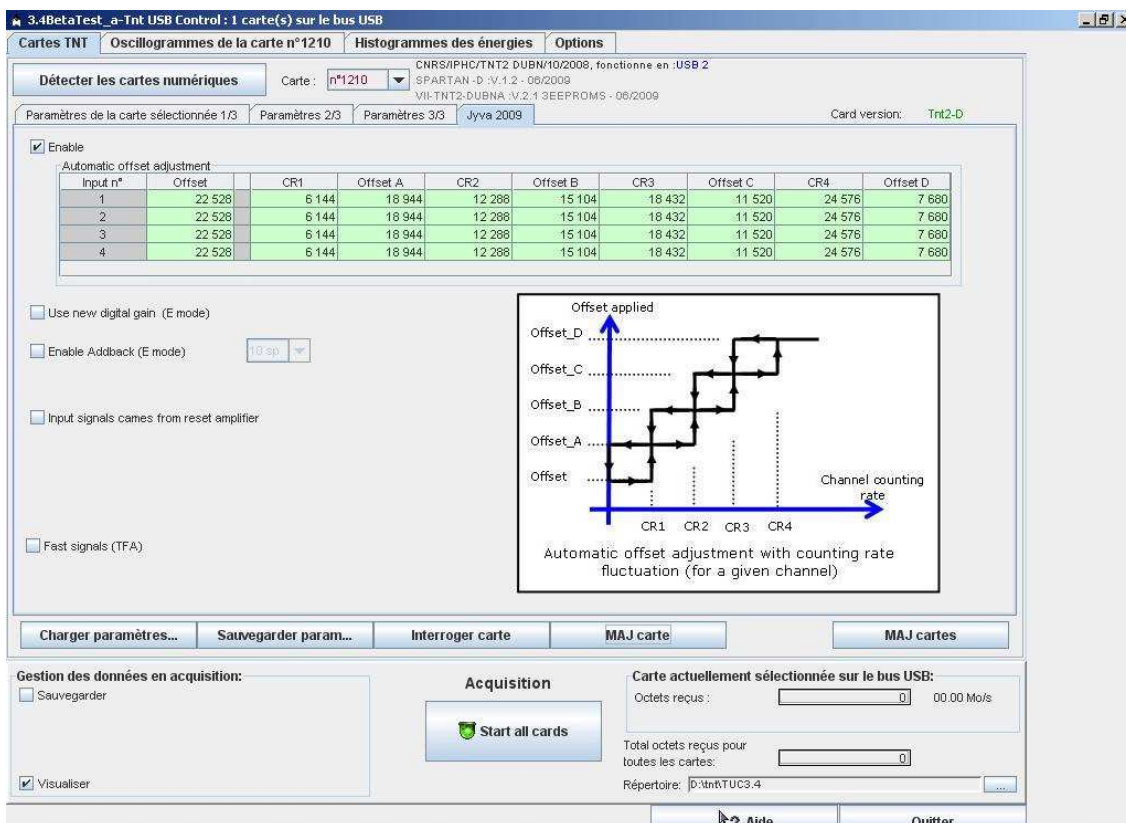 3.4BetaTest_a-Tnt USB Control : 1 carte(s) sur le bus USB
Cartes TNT Oscillogrammes de la carte n°1210 Histogrammes des énergies Options
CNRS/IPHC/TNT2 DUBN/10/2008, fonctionne en :USB 2
Détecter les cartes numériques Carte : n°1210 SPARTAN -D :V.1.2 - 06/2009
VII-TNT2-DUBNA :V.2.1 3EEPROMS - 06/2009
Paramètres de la carte sélectionnée 1/3 Paramètres 2/3 Paramètres 3/3 Jyva 2009 Card version: Tnt2-D
Enable
Automatic offset adjustment
Input n° Offset CR1 Offset A CR2 Offset B CR3 Offset C CR4 Offset D
1 22 528 6 144 18 944 12 288 15 104 18 432 11 520 24 576 7 680
2 22 528 6 144 18 944 12 288 15 104 18 432 11 520 24 576 7 680
3 22 528 6 144 18 944 12 288 15 104 18 432 11 520 24 576 7 680
4 22 528 6 144 18 944 12 288 15 104 18 432 11 520 24 576 7 680
Use new digital gain (E mode)
Enable Addback (E mode) 10 sp
Input signals cames from reset amplifier
Fast signals (TFA)
Offset applied
Offset_D
Offset_C
Offset_B
Offset_A
Offset
Channel counting
rate
CR1 CR2 CR3 CR4
Automatic offset adjustment with counting rate
fluctuation (for a given channel)
Charger paramètres... Sauvegarder param... Interroger carte MAJ carte MAJ cartes
Gestion des données en acquisition:
Sauvegarder
Visualiser
Acquisition
Start all cards
Carte actuellement sélectionnée sur le bus USB:
Octets reçus : 0 00.00 Mo/s
Total octets reçus pour
toutes les cartes: 0
Répertoire: D:\tnt\TUC3.4 ...
Aide Quitter